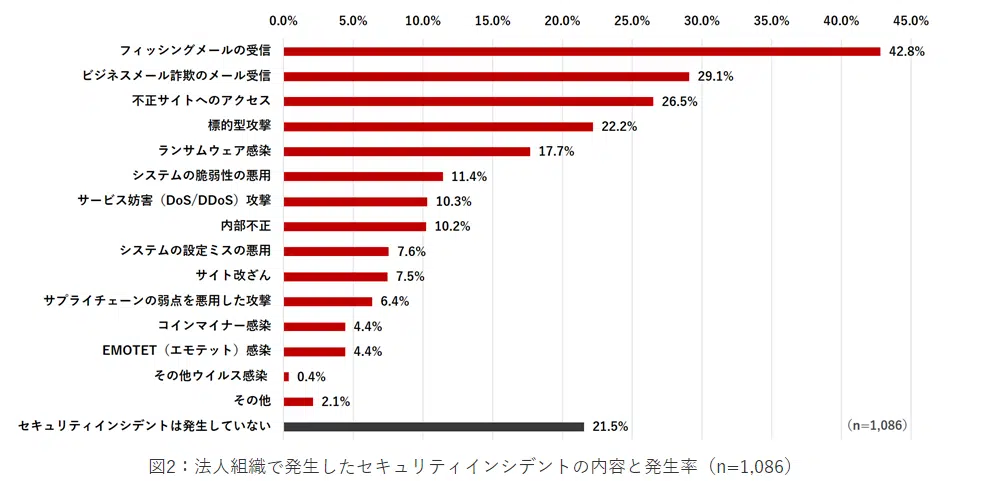 0.0% 5.0% 10.0% 15.0% 20.0% 25.0% 30.0% 35.0% 40.0% 45.0%
フィッシングメールの受信 42.8%
ビジネスメール詐欺のメール受信 29.1%
不正サイトへのアクセス 26.5%
標的型攻撃 22.2%
ランサムウェア感染 17.7%
システムの脆弱性の悪用 11.4%
サービス妨害（DoS/DDoS）攻撃 10.3%
内部不正 10.2%
システムの設定ミスの悪用 7.6%
サイト改ざん 7.5%
サプライチェーンの弱点を悪用した攻撃 6.4%
コインマイナー感染 4.4%
EMOTET（エモテット）感染 4.4%
その他ウイルス感染 0.4%
その他 2.1%
セキュリティインシデントは発生していない 21.5%
（n=1,086）
図2：法人組織で発生したセキュリティインシデントの内容と発生率（n=1,086）